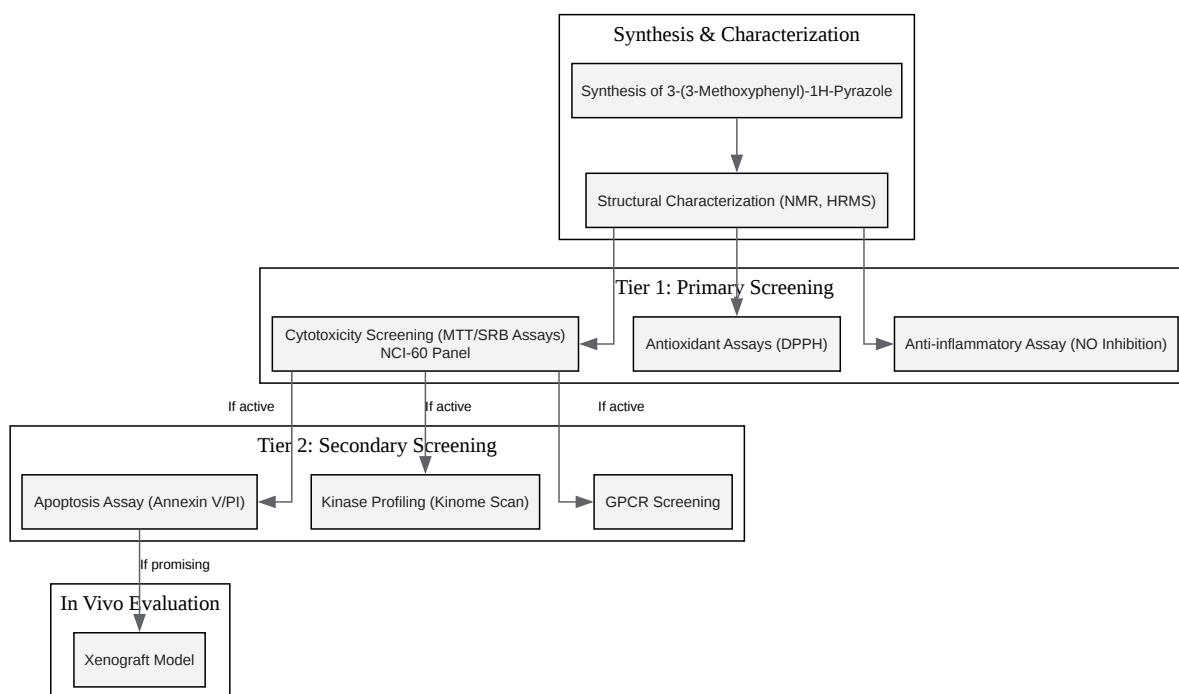 Synthesis & Characterization
Synthesis of 3-(3-Methoxyphenyl)-1H-Pyrazole
Structural Characterization (NMR, HRMS)
Tier 1: Primary Screening
Cytotoxicity Screening (MTT/SRB Assays)
NCI-60 Panel
Antioxidant Assays (DPPH)
Anti-inflammatory Assay (NO Inhibition)
If active
If active
If active
Tier 2: Secondary Screening
Apoptosis Assay (Annexin V/PI)
Kinase Profiling (Kinome Scan)
GPCR Screening
If promising
In Vivo Evaluation
Xenograft Model